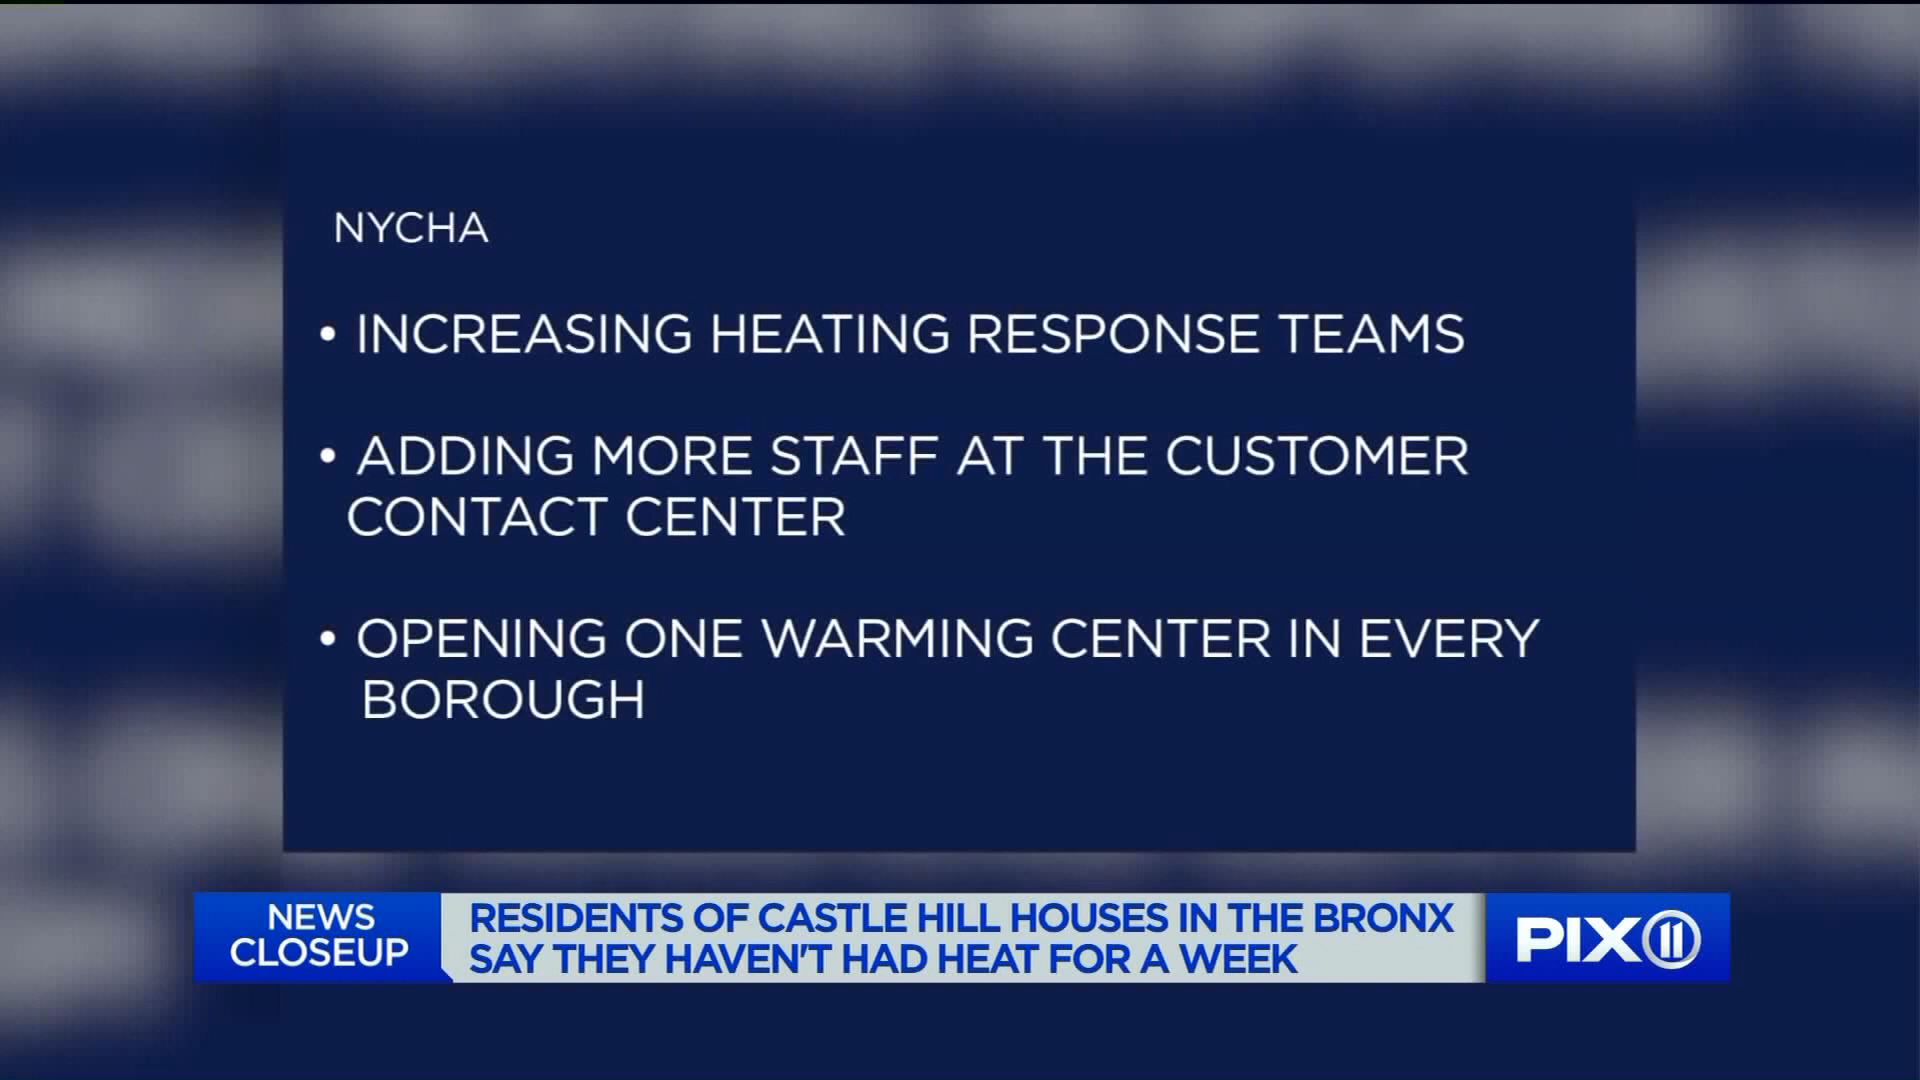 NYCHA
• INCREASING HEATING RESPONSE TEAMS
• ADDING MORE STAFF AT THE CUSTOMER
CONTACT CENTER
• OPENING ONE WARMING CENTER IN EVERY
BOROUGH
NEWS
CLOSEUP
RESIDENTS OF CASTLE HILL HOUSES IN THE BRONX
SAY THEY HAVEN'T HAD HEAT FOR A WEEK
PIX11